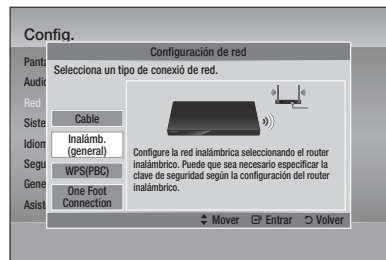 Config.
Configuración de red
Selecciona un tipo de conexió de red.
Red
Cable
Inalámb.
(general)
WPS(PBC)
One Foot
Connection
Configure la red inalámbrica seleccionando el router
inalámbrico. Puede que sea necesario especificar la
clave de seguridad según la configuración del router
inalámbrico.
Mover Entrar Volver